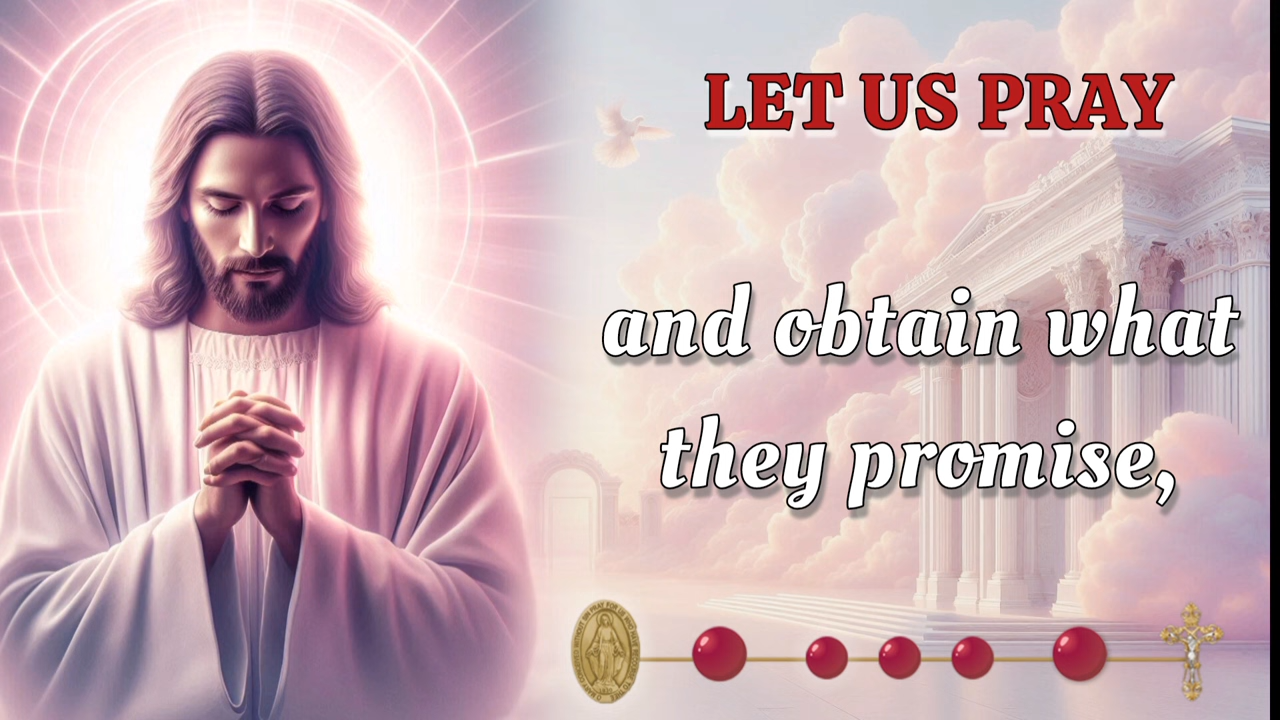 LET US PRAY
and obtain what
they promise,